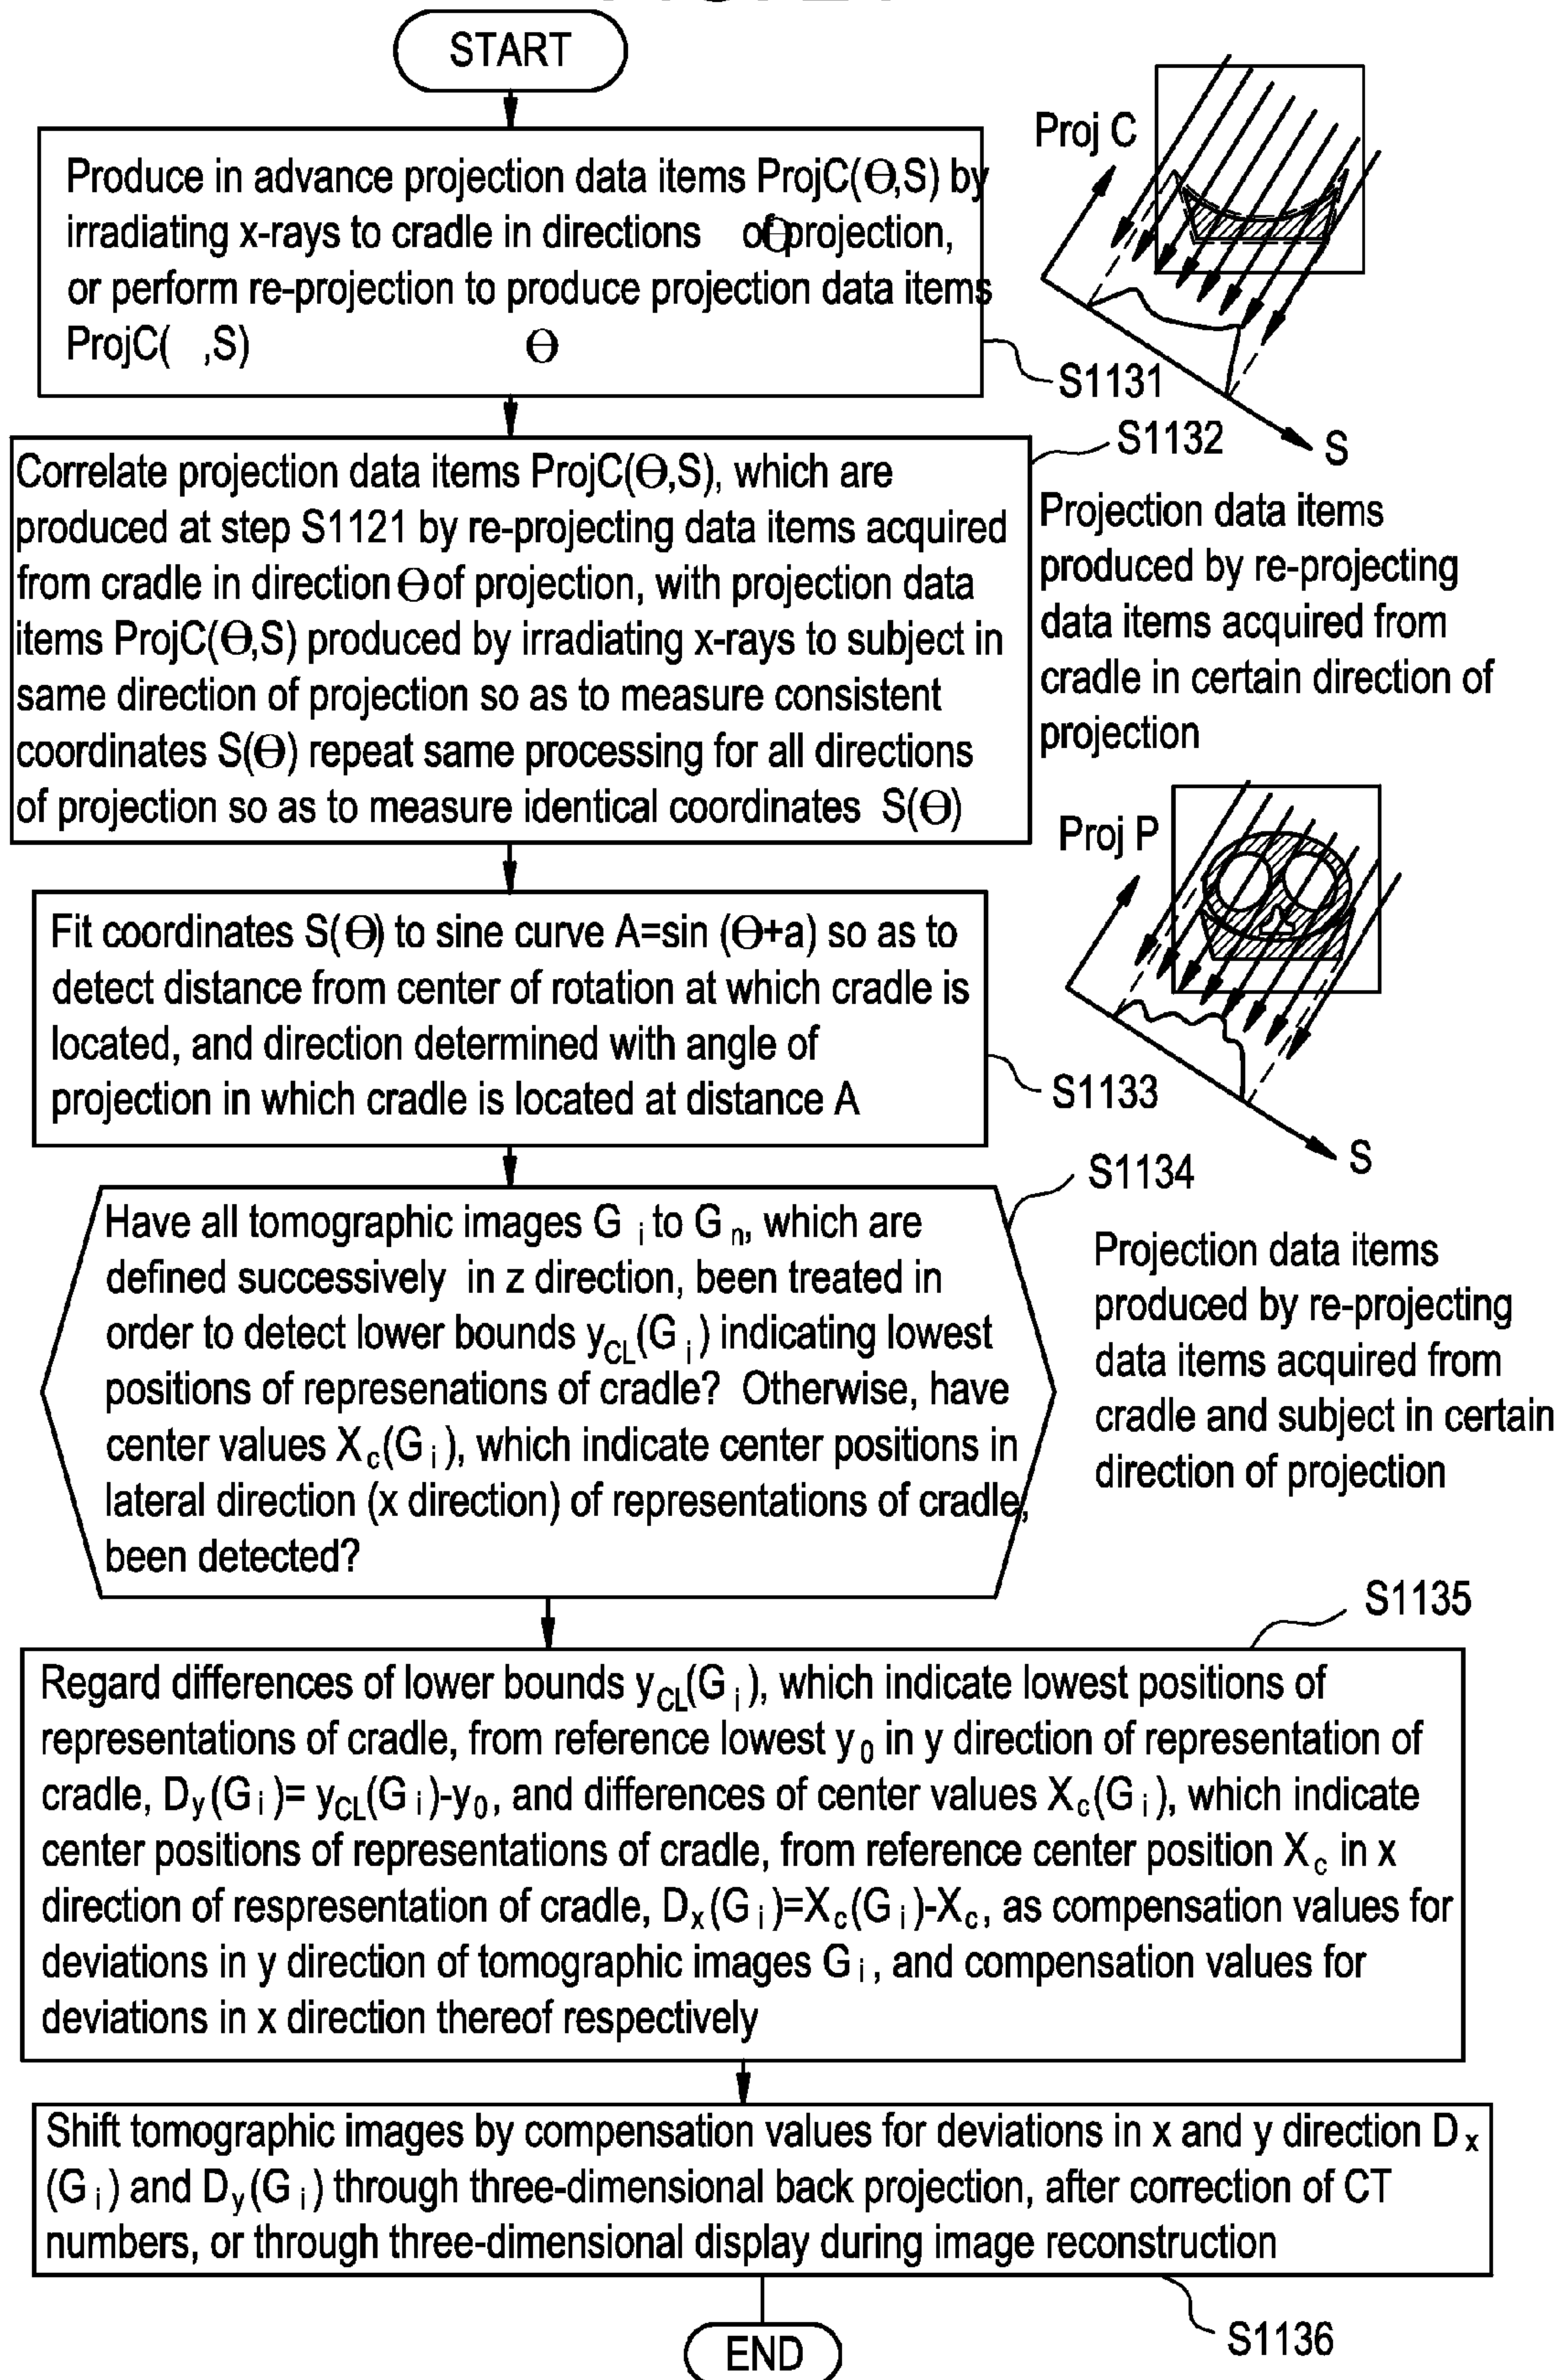 START
Produce in advance projection data items ProjC(Θ,S) by
irradiating x-rays to cradle in directions of Θ projection,
or perform re-projection to produce projection data items
ProjC( ,S) Θ
Proj C
S
S1131
S1132
Correlate projection data items ProjC(Θ,S), which are
produced at step S1121 by re-projecting data items acquired
from cradle in direction Θ of projection, with projection data
items ProjC(Θ,S) produced by irradiating x-rays to subject in
same direction of projection so as to measure consistent
coordinates S(Θ) repeat same processing for all directions
of projection so as to measure identical coordinates S(Θ)
Projection data items
produced by re-projecting
data items acquired from
cradle in certain direction of
projection
Fit coordinates S(Θ) to sine curve A=sin (Θ+a) so as to
detect distance from center of rotation at which cradle is
located, and direction determined with angle of
projection in which cradle is located at distance A
S1133
Proj P
S
S1134
Have all tomographic images G i to G n, which are
defined successively in z direction, been treated in
order to detect lower bounds yCL(G i ) indicating lowest
positions of represenations of cradle? Otherwise, have
center values Xc(G i ), which indicate center positions in
lateral direction (x direction) of representations of cradle,
been detected?
Projection data items
produced by re-projecting
data items acquired from
cradle and subject in certain
direction of projection
S1135
Regard differences of lower bounds yCL(G i ), which indicate lowest positions of
representations of cradle, from reference lowest y0 in y direction of representation of
cradle, Dy(G i )= yCL(G i )-y0, and differences of center values Xc(G i ), which indicate
center positions of representations of cradle, from reference center position Xc in x
direction of respresentation of cradle, Dx(G i )=Xc(G i )-Xc, as compensation values for
deviations in y direction of tomographic images G i , and compensation values for
deviations in x direction thereof respectively
Shift tomographic images by compensation values for deviations in x and y direction Dx
(G i ) and Dy(G i ) through three-dimensional back projection, after correction of CT
numbers, or through three-dimensional display during image reconstruction
S1136
END